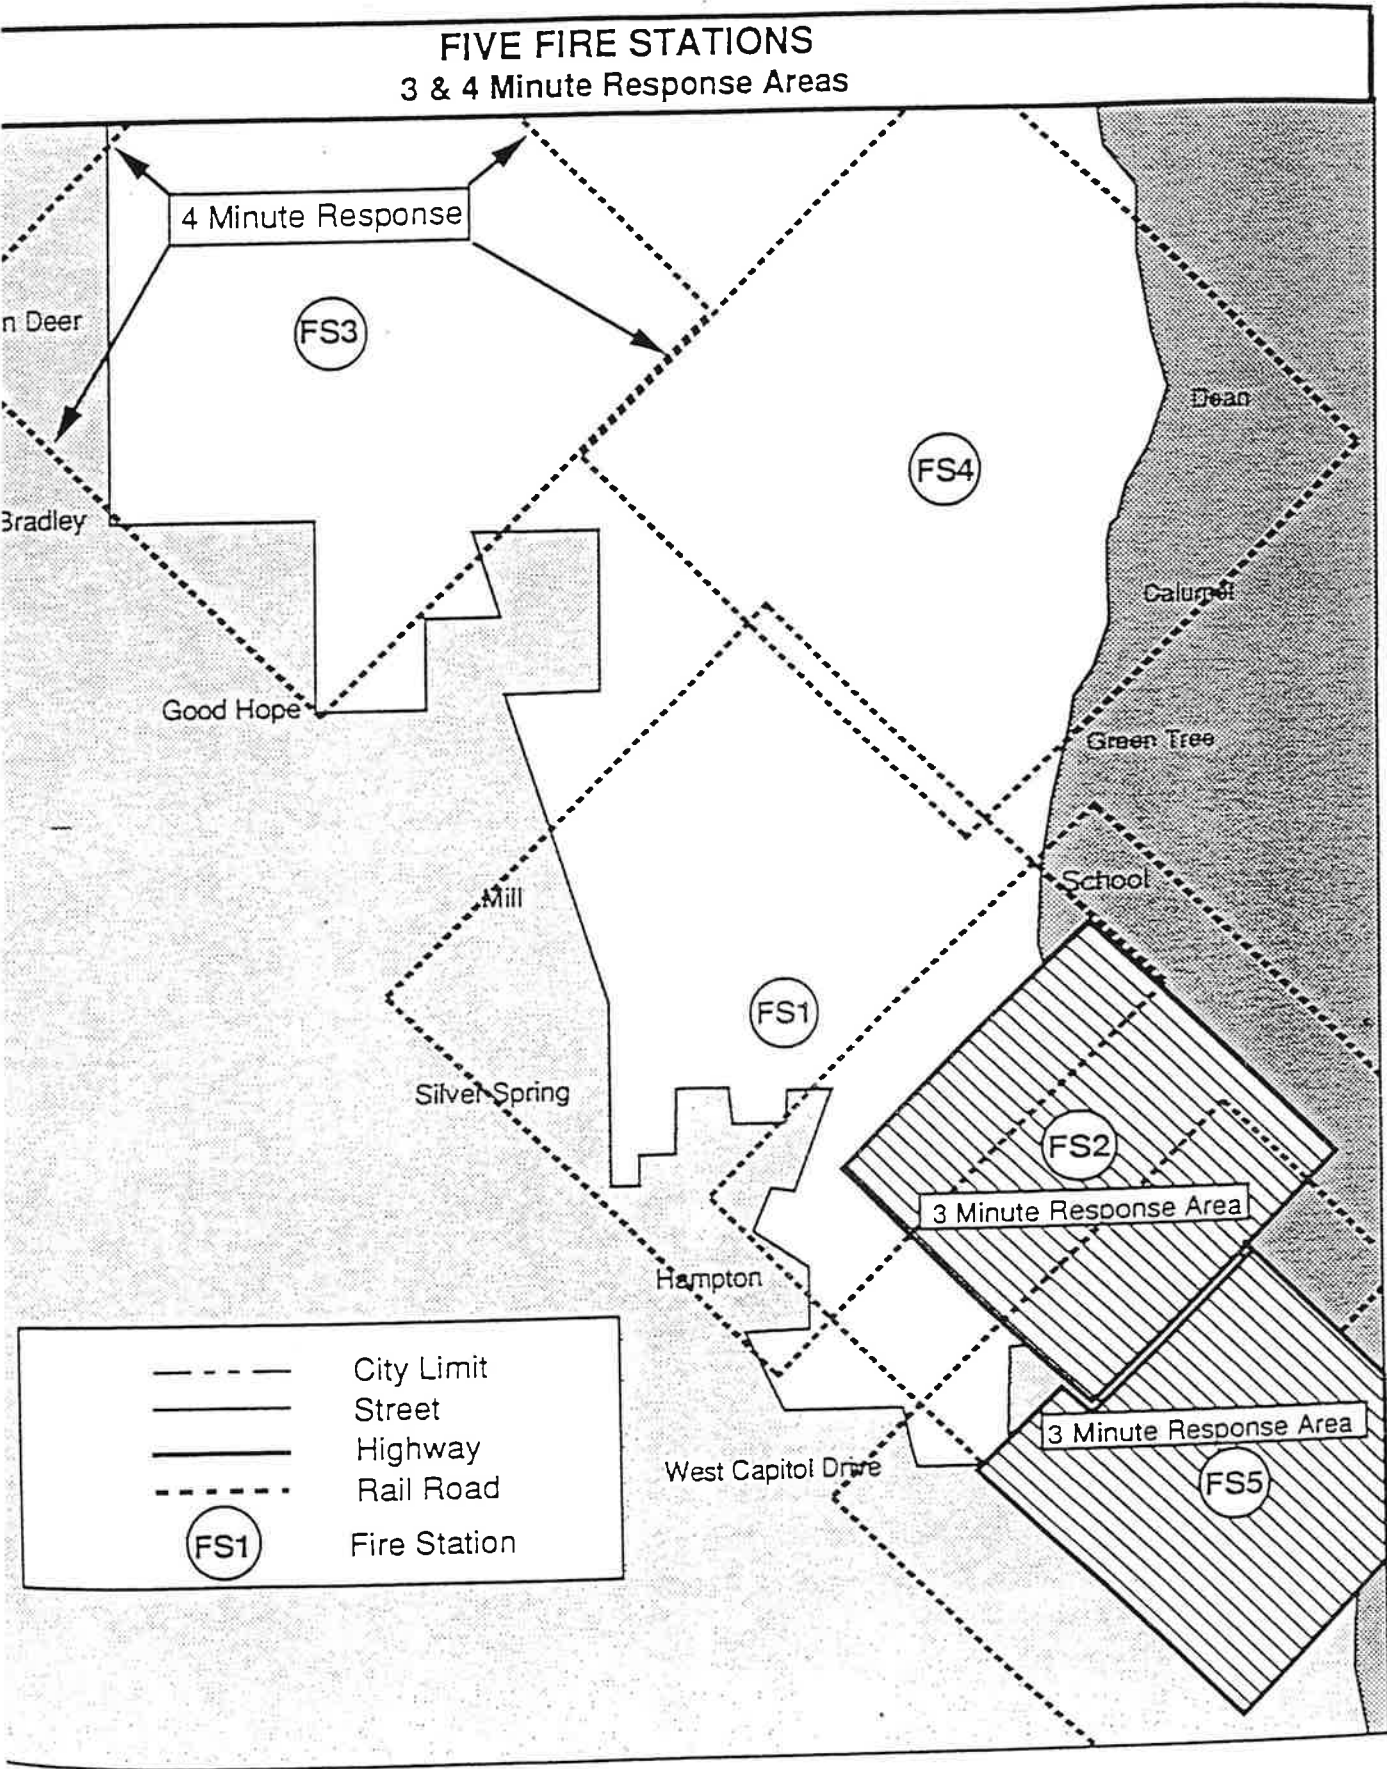 FIVE FIRE STATIONS
3 & 4 Minute Response Areas
4 Minute Response
n Deer
FS3
Dean
FS4
Bradley
Calumet
Good Hope
Green Tree
School
Mill
FS1
Silver Spring
FS2
3 Minute Response Area
Hampton
City Limit
Street
Highway
Rail Road
FS1 Fire Station
3 Minute Response Area
West Capitol Drive
FS5